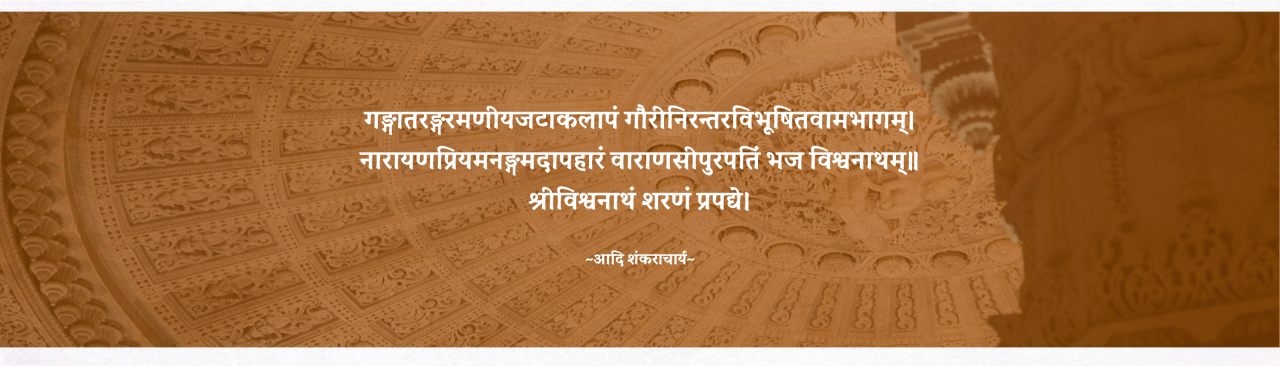 गङ्गातरङ्गरमणीयजटाकलापं गौरीनिरन्तरविभूषितवामभागम्।
नारायणप्रियमनङ्गमदापहारं वाराणसीपुरपतिं भज विश्वनाथम्॥
श्रीविश्वनाथं शरणं प्रपद्ये।
~आदि शंकराचार्य~